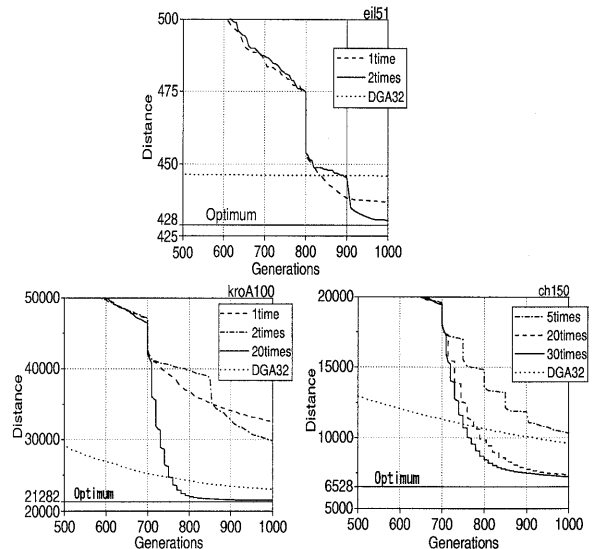 eil51
500
475
450
428
425
Distance
1time
2times
DGA32
Optimum
500 600 700 800 900 1000
Generations
kroA100
50000
40000
30000
21282
20000
Distance
1time
2times
20times
DGA32
Optimum
500 600 700 800 900 1000
Generations
ch150
20000
15000
10000
6528
5000
Distance
5times
20times
30times
DGA32
Optimum
500 600 700 800 900 1000
Generations